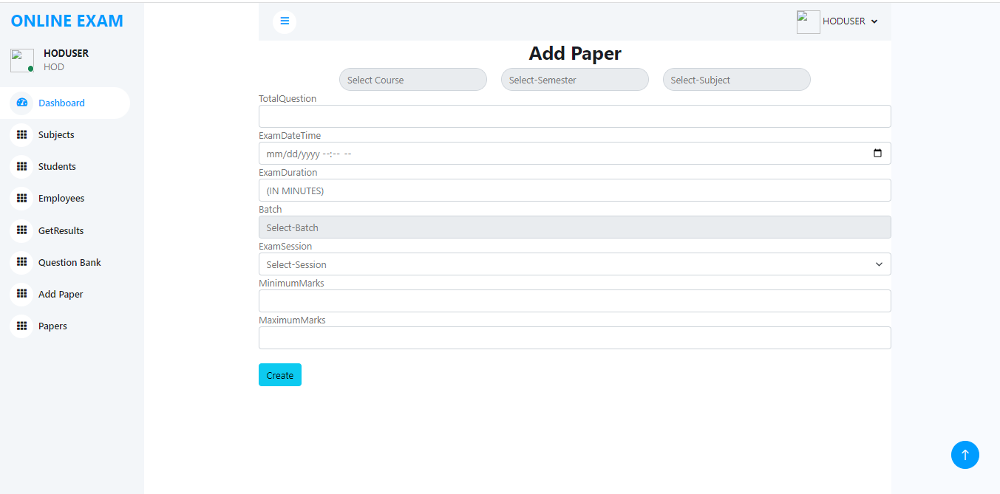 ONLINE EXAM
HODUSER
HOD
Dashboard
Subjects
Students
Employees
GetResults
Question Bank
Add Paper
Papers
HODUSER
Add Paper
Select Course Select-Semester Select-Subject
TotalQuestion
ExamDateTime
mm/dd/yyyy --:-- --
ExamDuration
(IN MINUTES)
Batch
Select-Batch
ExamSession
Select-Session
MinimumMarks
MaximumMarks
Create